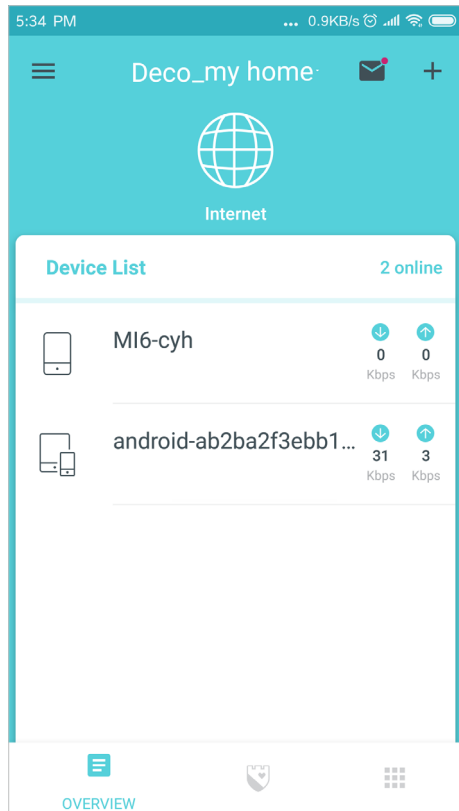 5:34 PM ... 0.9KB/s
Deco_my home
Internet
Device List 2 online
MI6-cyh
0 0
Kbps Kbps
android-ab2ba2f3ebb1...
31 3
Kbps Kbps
OVERVIEW